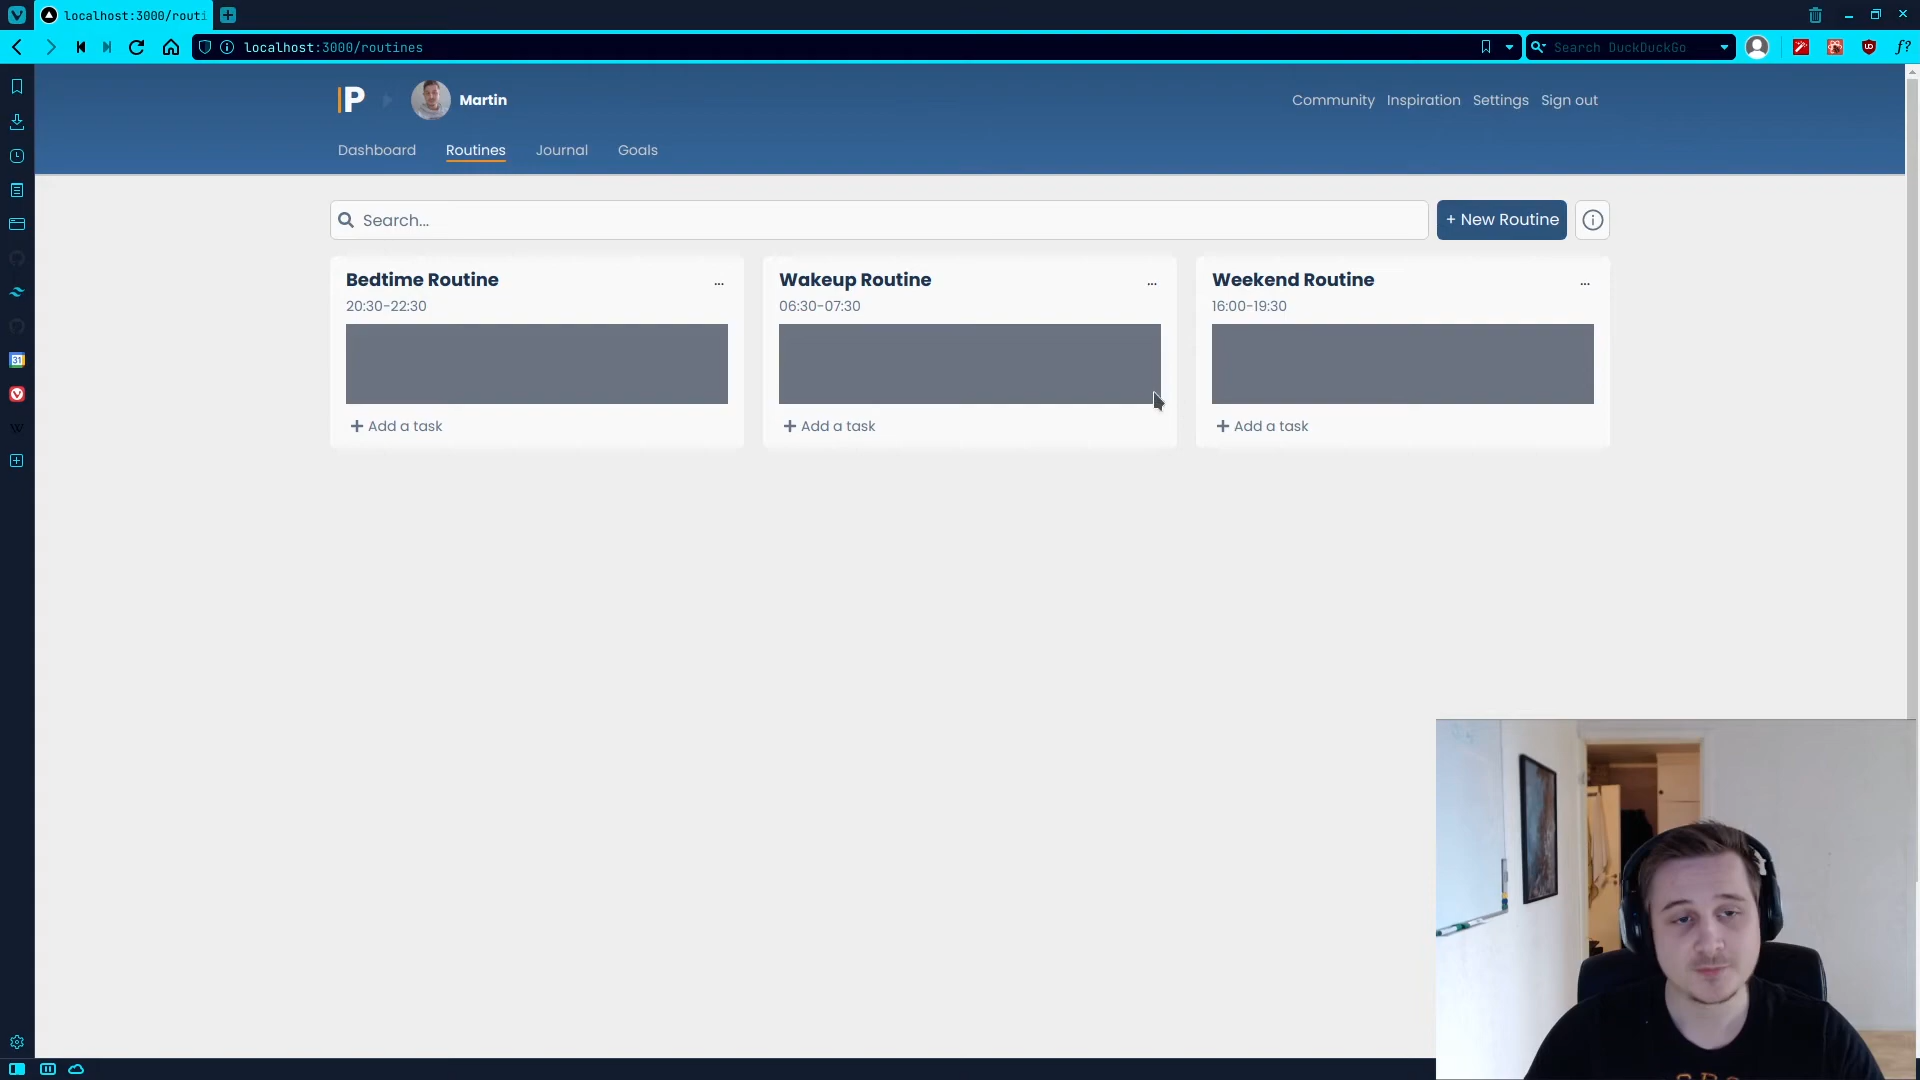 localhost:3000/routi
localhost:3000/routines
Search DuckDuckGo
f?
P
Martin
Community Inspiration Settings Sign out
Dashboard Routines Journal Goals
Search...
+ New Routine
Bedtime Routine ...
20:30-22:30
+ Add a task
Wakeup Routine ...
06:30-07:30
+ Add a task
Weekend Routine ...
16:00-19:30
+ Add a task
31
W